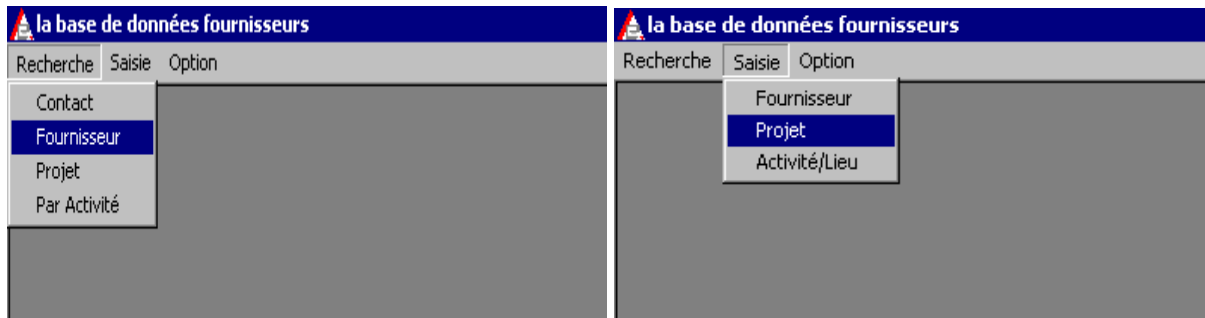 la base de données fournisseurs
Recherche Saisie Option
Contact
Fournisseur
Projet
Par Activité
la base de données fournisseurs
Recherche Saisie Option
Fournisseur
Projet
Activité/Lieu